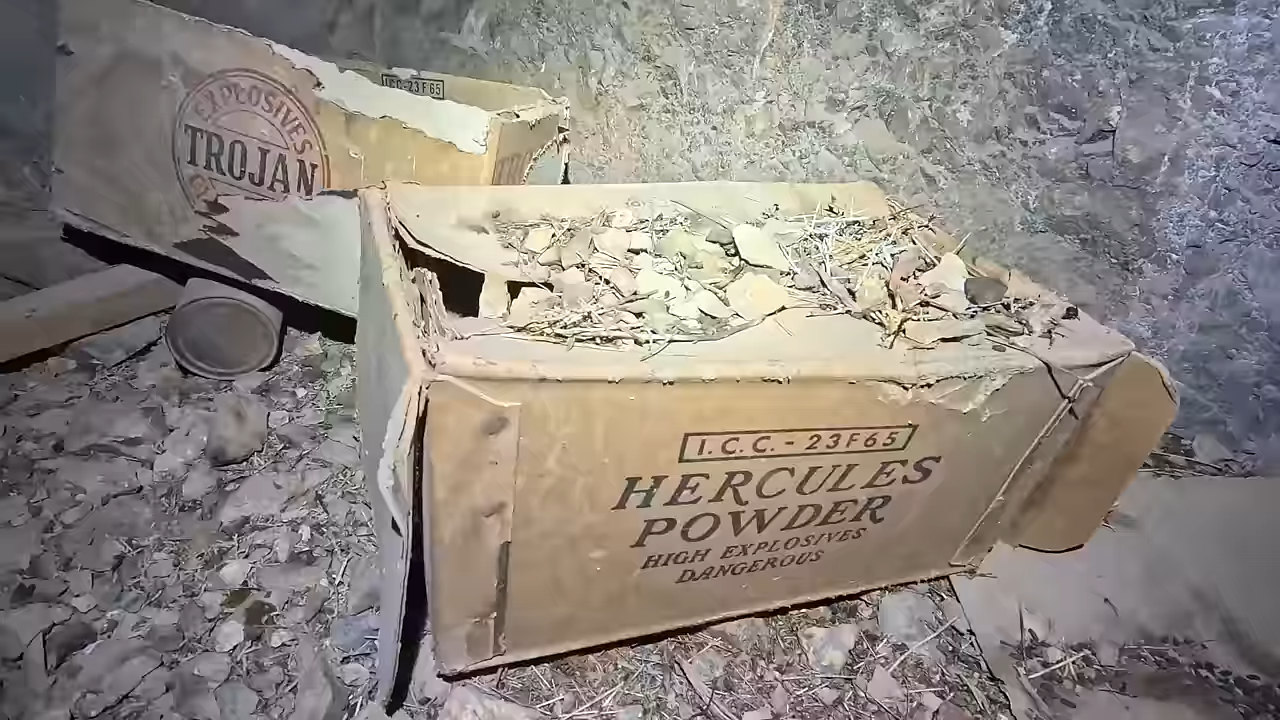 I.C.C.-23F65
EXPLOSIVES
TROJAN
I.C.C. - 23F65
HERCULES
POWDER
HIGH EXPLOSIVES
DANGEROUS